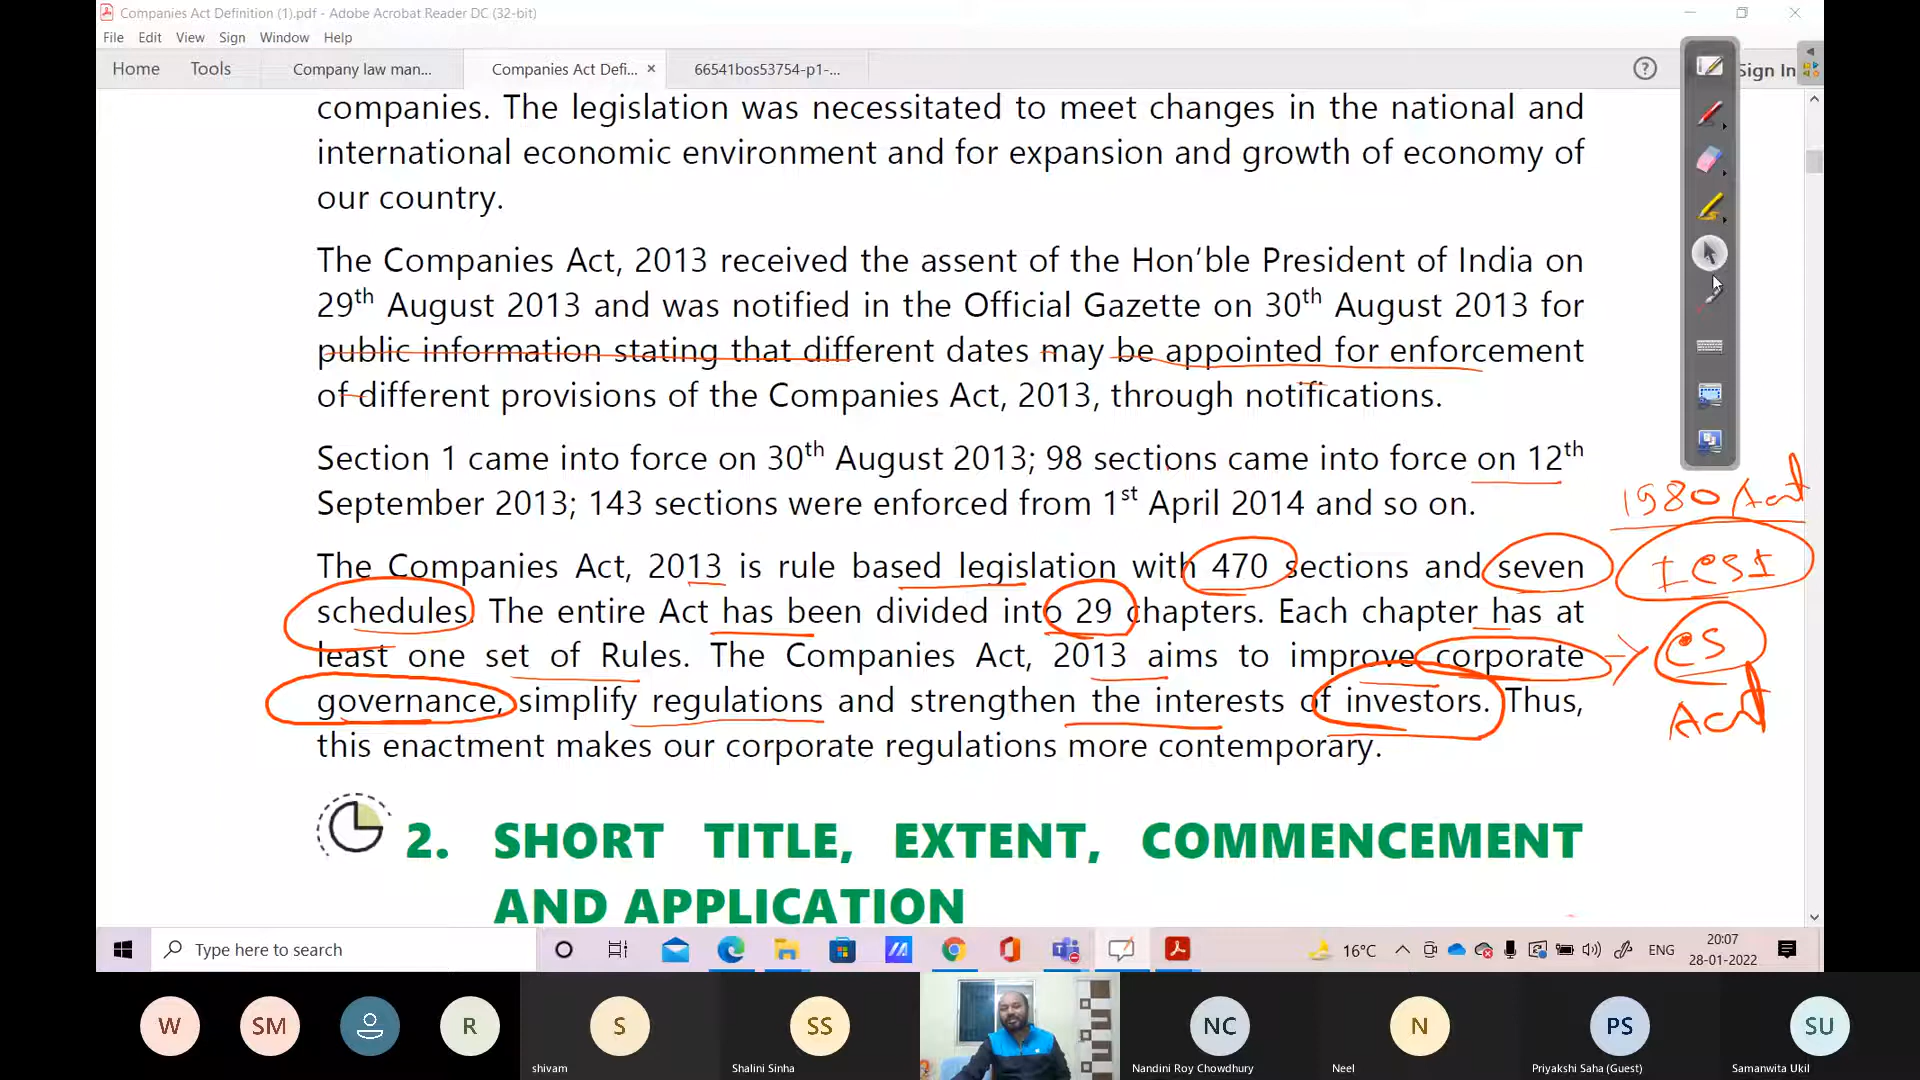 Companies Act Definition (1).pdf - Adobe Acrobat Reader DC (32-bit)
File Edit View Sign Window Help
Home Tools Company law man... Companies Act Defi... × 66541bos53754-p1-... Sign In
companies. The legislation was necessitated to meet changes in the national and
international economic environment and for expansion and growth of economy of
our country.
The Companies Act, 2013 received the assent of the Hon’ble President of India on
29th August 2013 and was notified in the Official Gazette on 30th August 2013 for
public information stating that different dates may be appointed for enforcement
of different provisions of the Companies Act, 2013, through notifications.
Section 1 came into force on 30th August 2013; 98 sections came into force on 12th
September 2013; 143 sections were enforced from 1st April 2014 and so on.
1980 Act
The Companies Act, 2013 is rule based legislation with 470 sections and seven
ICSI
schedules. The entire Act has been divided into 29 chapters. Each chapter has at
least one set of Rules. The Companies Act, 2013 aims to improve corporate
CS
governance, simplify regulations and strengthen the interests of investors. Thus,
Act
this enactment makes our corporate regulations more contemporary.
2. SHORT TITLE, EXTENT, COMMENCEMENT
AND APPLICATION
Type here to search
16°C ENG 20:07
28-01-2022
W SM R S SS NC N PS SU
shivam Shalini Sinha Nandini Roy Chowdhury Neel Priyakshi Saha (Guest) Samanwita Ukil